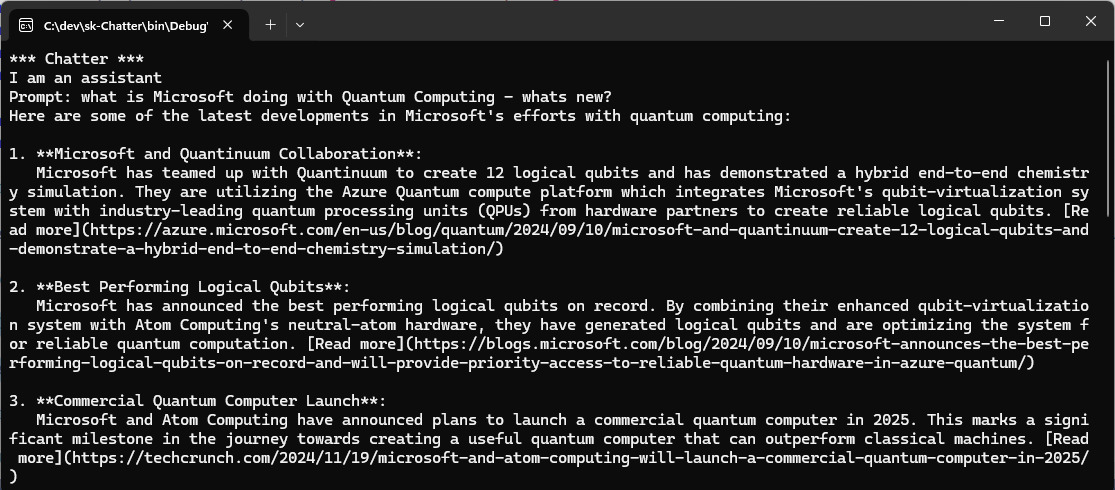 C:\dev\sk-Chatter\bin\Debug\
*** Chatter ***
I am an assistant
Prompt: what is Microsoft doing with Quantum Computing - whats new?
Here are some of the latest developments in Microsoft's efforts with quantum computing:
1. **Microsoft and Quantinuum Collaboration**:
Microsoft has teamed up with Quantinuum to create 12 logical qubits and has demonstrated a hybrid end-to-end chemistr
y simulation. They are utilizing the Azure Quantum compute platform which integrates Microsoft's qubit-virtualization sy
stem with industry-leading quantum processing units (QPUs) from hardware partners to create reliable logical qubits. [Re
ad more](https://azure.microsoft.com/en-us/blog/quantum/2024/09/10/microsoft-and-quantinuum-create-12-logical-qubits-and
-demonstrate-a-hybrid-end-to-end-chemistry-simulation/)
2. **Best Performing Logical Qubits**:
Microsoft has announced the best performing logical qubits on record. By combining their enhanced qubit-virtualizatio
n system with Atom Computing's neutral-atom hardware, they have generated logical qubits and are optimizing the system f
or reliable quantum computation. [Read more](https://blogs.microsoft.com/blog/2024/09/10/microsoft-announces-the-best-pe
rforming-logical-qubits-on-record-and-will-provide-priority-access-to-reliable-quantum-hardware-in-azure-quantum/)
3. **Commercial Quantum Computer Launch**:
Microsoft and Atom Computing have announced plans to launch a commercial quantum computer in 2025. This marks a signi
ficant milestone in the journey towards creating a useful quantum computer that can outperform classical machines. [Read
more](https://techcrunch.com/2024/11/19/microsoft-and-atom-computing-will-launch-a-commercial-quantum-computer-in-2025/
)